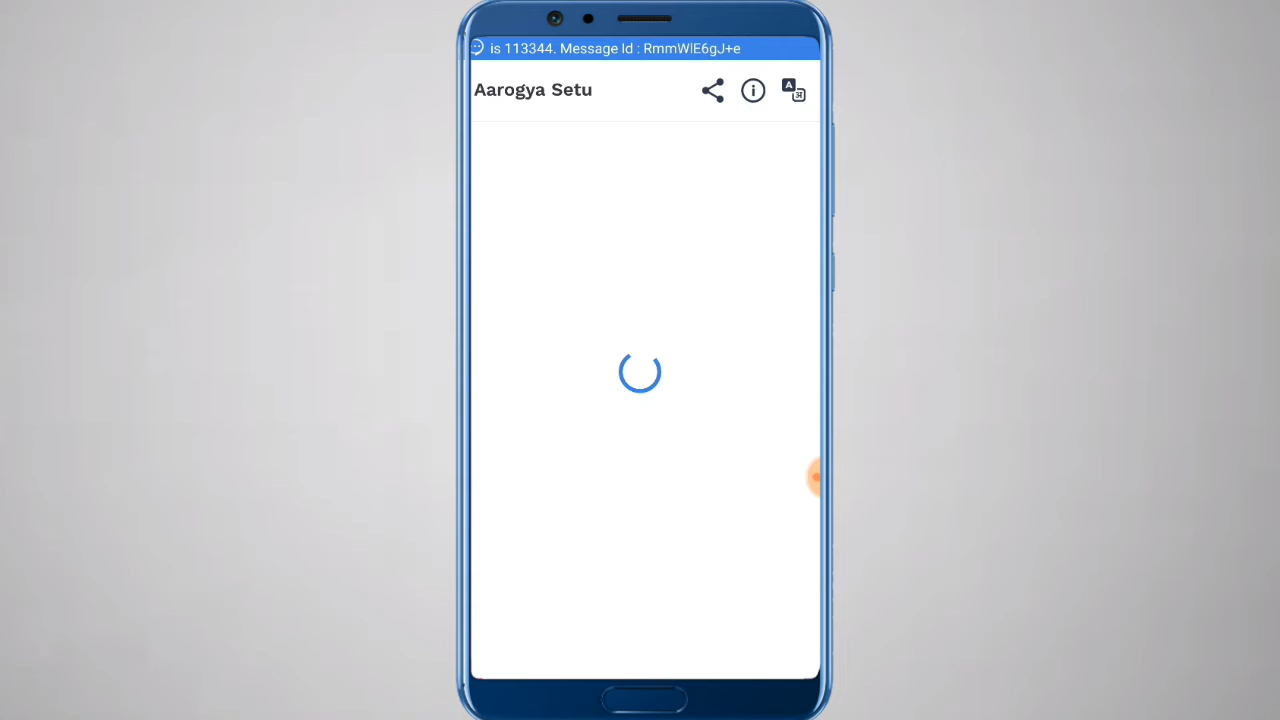 is 113344. Message Id : RmmWlE6gJ+e
Aarogya Setu
A अ